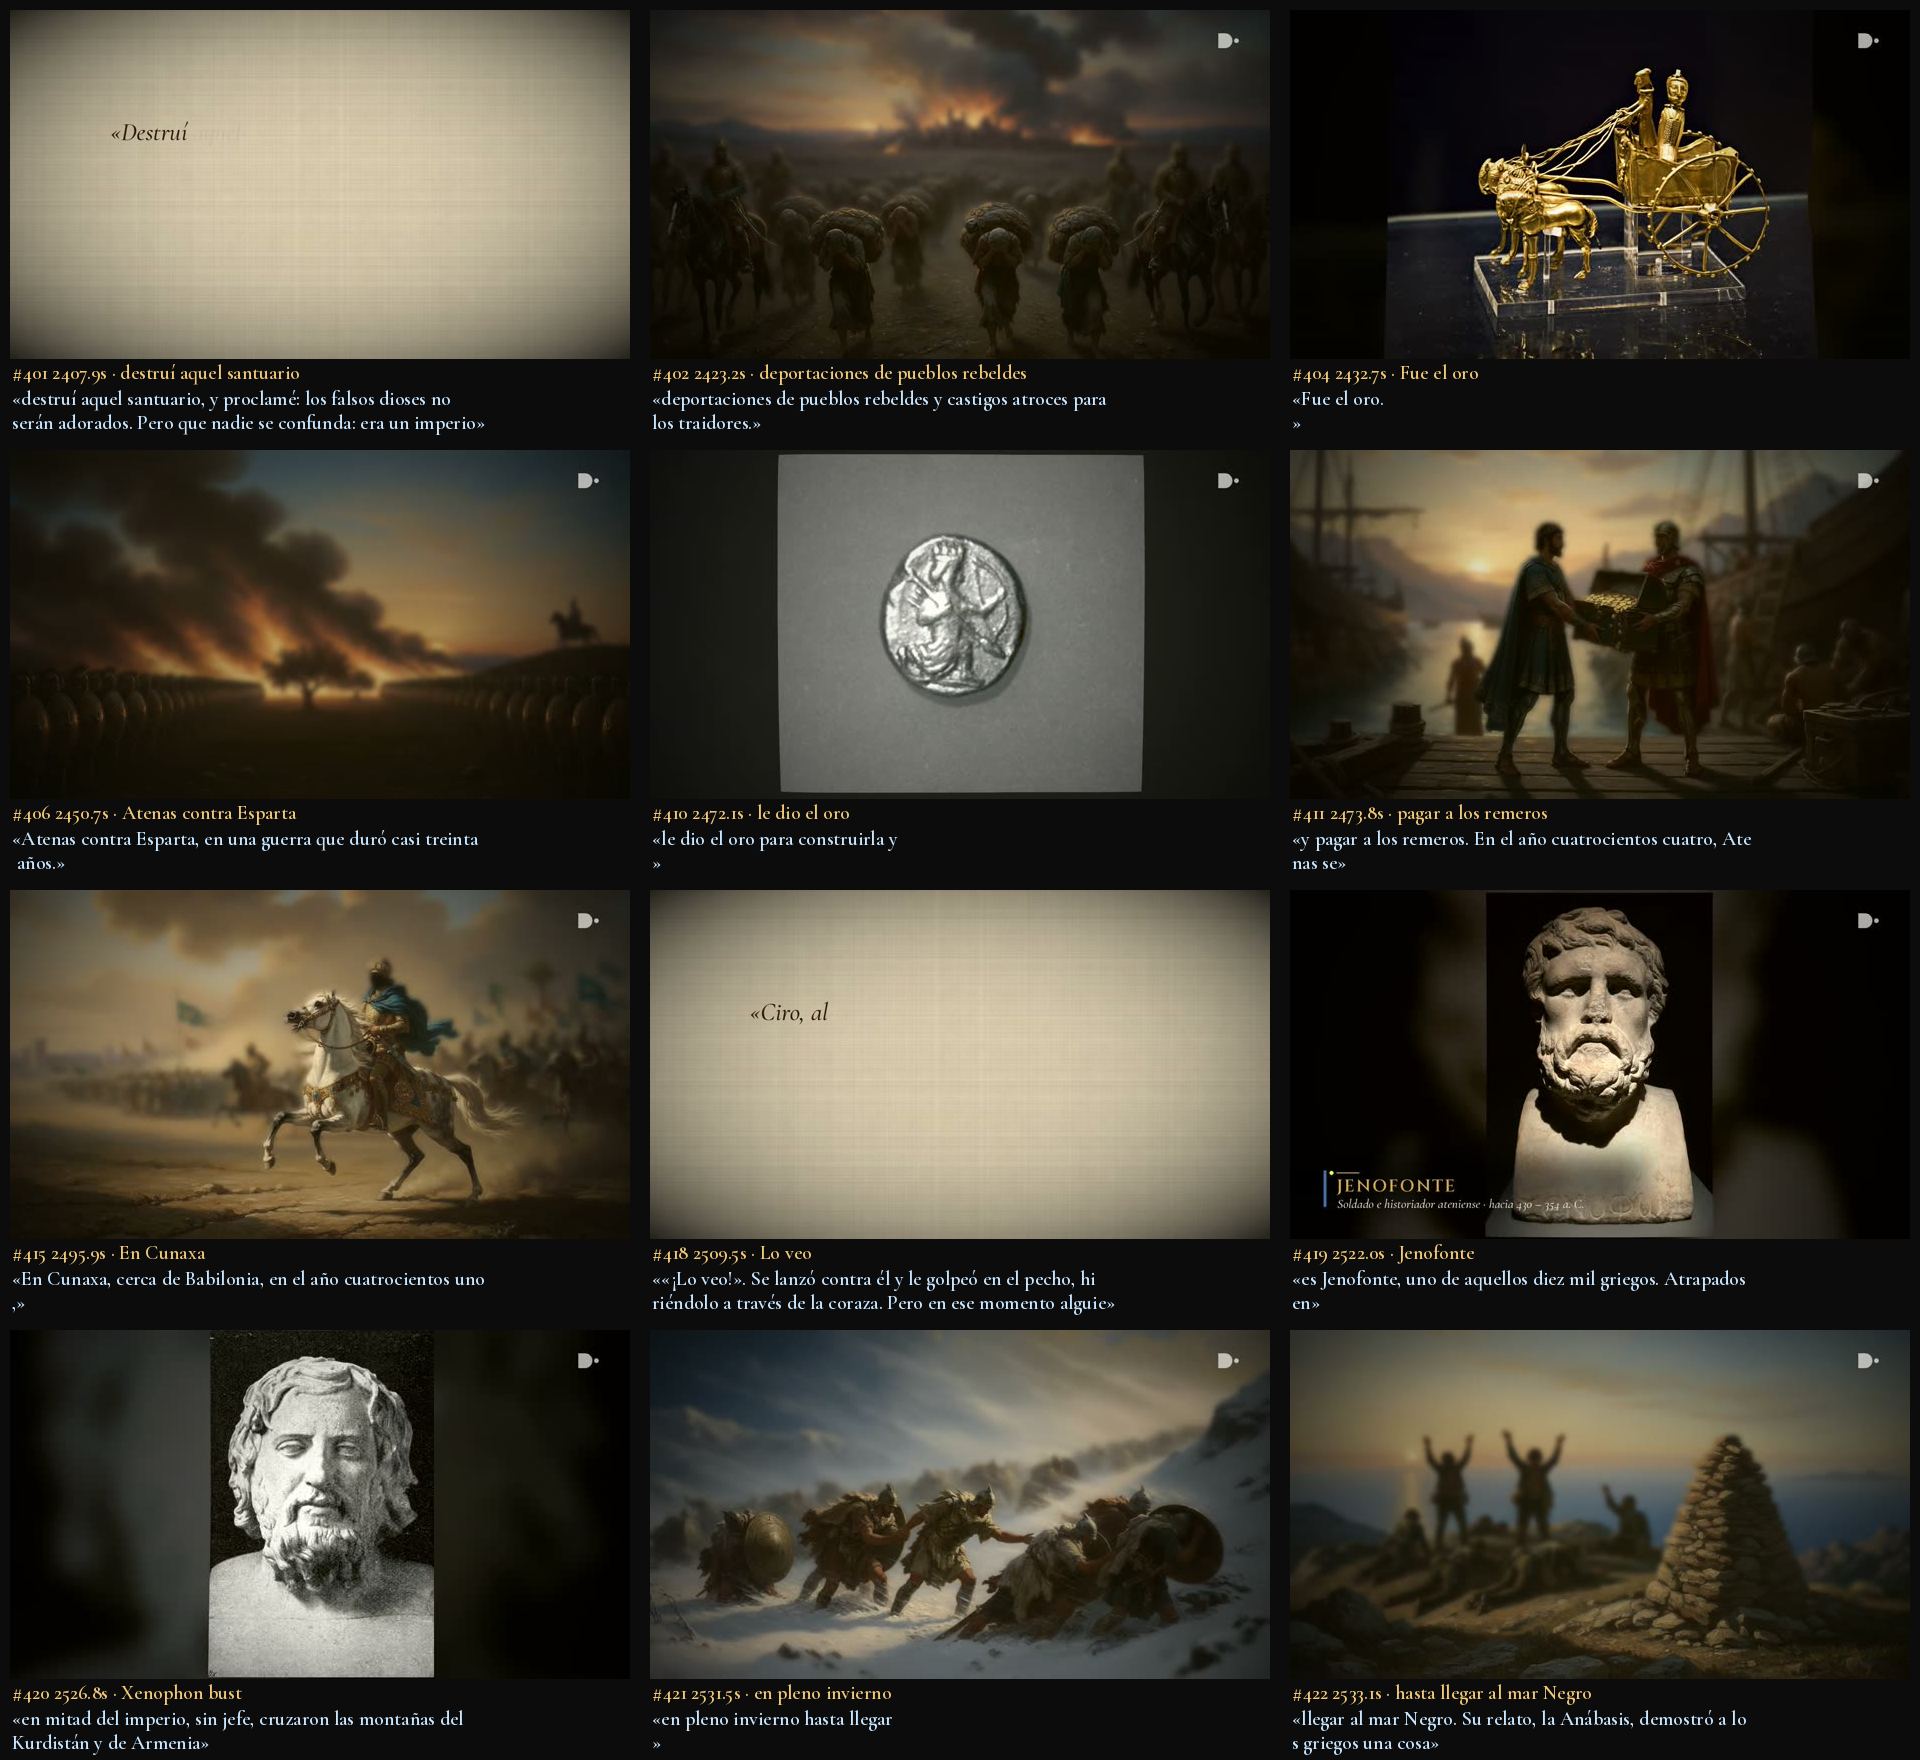 «Destruí
#401 2407.9s · destruí aquel santuario
«destruí aquel santuario, y proclamé: los falsos dioses no
serán adorados. Pero que nadie se confunda: era un imperio»
#402 2423.2s · deportaciones de pueblos rebeldes
«deportaciones de pueblos rebeldes y castigos atroces para
los traidores.»
#404 2432.7s · Fue el oro
«Fue el oro.
»
#406 2450.7s · Atenas contra Esparta
«Atenas contra Esparta, en una guerra que duró casi treinta
años.»
#410 2472.1s · le dio el oro
«le dio el oro para construirla y
»
#411 2473.8s · pagar a los remeros
«y pagar a los remeros. En el año cuatrocientos cuatro, Ate
nas se»
#415 2495.9s · En Cunaxa
«En Cunaxa, cerca de Babilonia, en el año cuatrocientos uno
,»
«Ciro, al
#418 2509.5s · Lo veo
««¡Lo veo!». Se lanzó contra él y le golpeó en el pecho, hi
riéndolo a través de la coraza. Pero en ese momento alguie»
JENOFONTE
Soldado e historiador ateniense · hacia 430 – 354 a. C.
#419 2522.0s · Jenofonte
«es Jenofonte, uno de aquellos diez mil griegos. Atrapados
en»
#420 2526.8s · Xenophon bust
«en mitad del imperio, sin jefe, cruzaron las montañas del
Kurdistán y de Armenia»
#421 2531.5s · en pleno invierno
«en pleno invierno hasta llegar
»
#422 2533.1s · hasta llegar al mar Negro
«llegar al mar Negro. Su relato, la Anábasis, demostró a lo
s griegos una cosa»